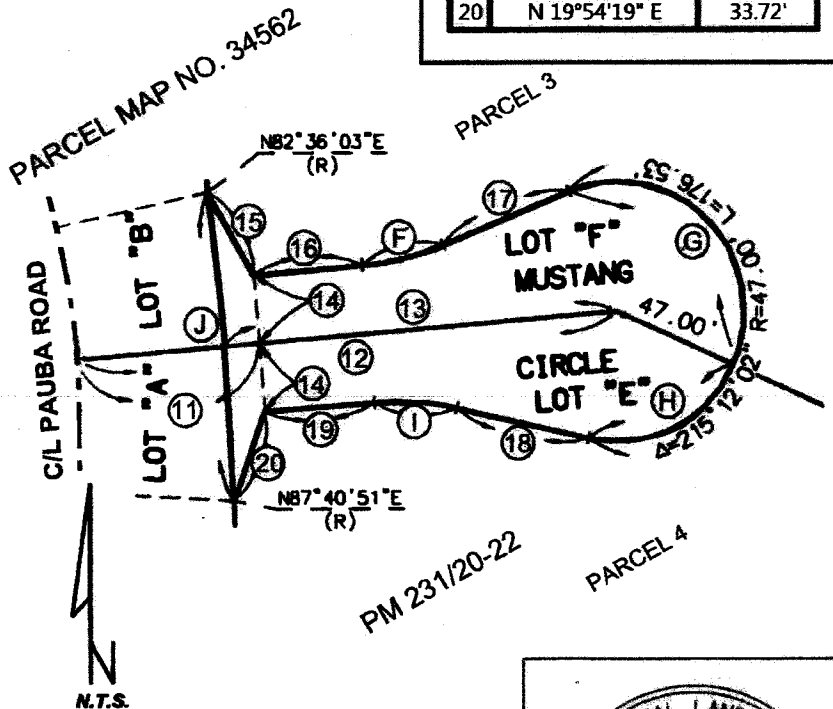 20 N 19°54'19" E 33.72'
PARCEL MAP NO. 34562
PARCEL 3
N82°36'03"E
(R)
L=176.53'
17
15
16
F
LOT "F"
MUSTANG
G
LOT "B"
14
13
47.00'
R=47.00'
J
C/L PAUBA ROAD
12
CIRCLE
LOT "E"
H
Δ=215°12'02"
LOT "A"
11
14
19
I
18
20
N87°40'51"E
(R)
PM 231/20-22
PARCEL 4
N
N.T.S.